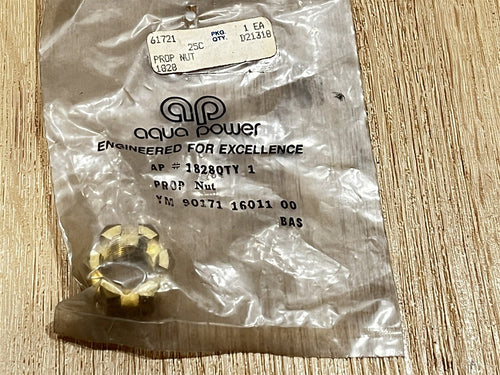 61721 PKG. QTY. 1 EA
25C D21318
PROP NUT
1828
ap
aqua power
ENGINEERED FOR EXCELLENCE
AP # 1828QTY 1
PROP Nut
YM 90171 16011 00
BAS